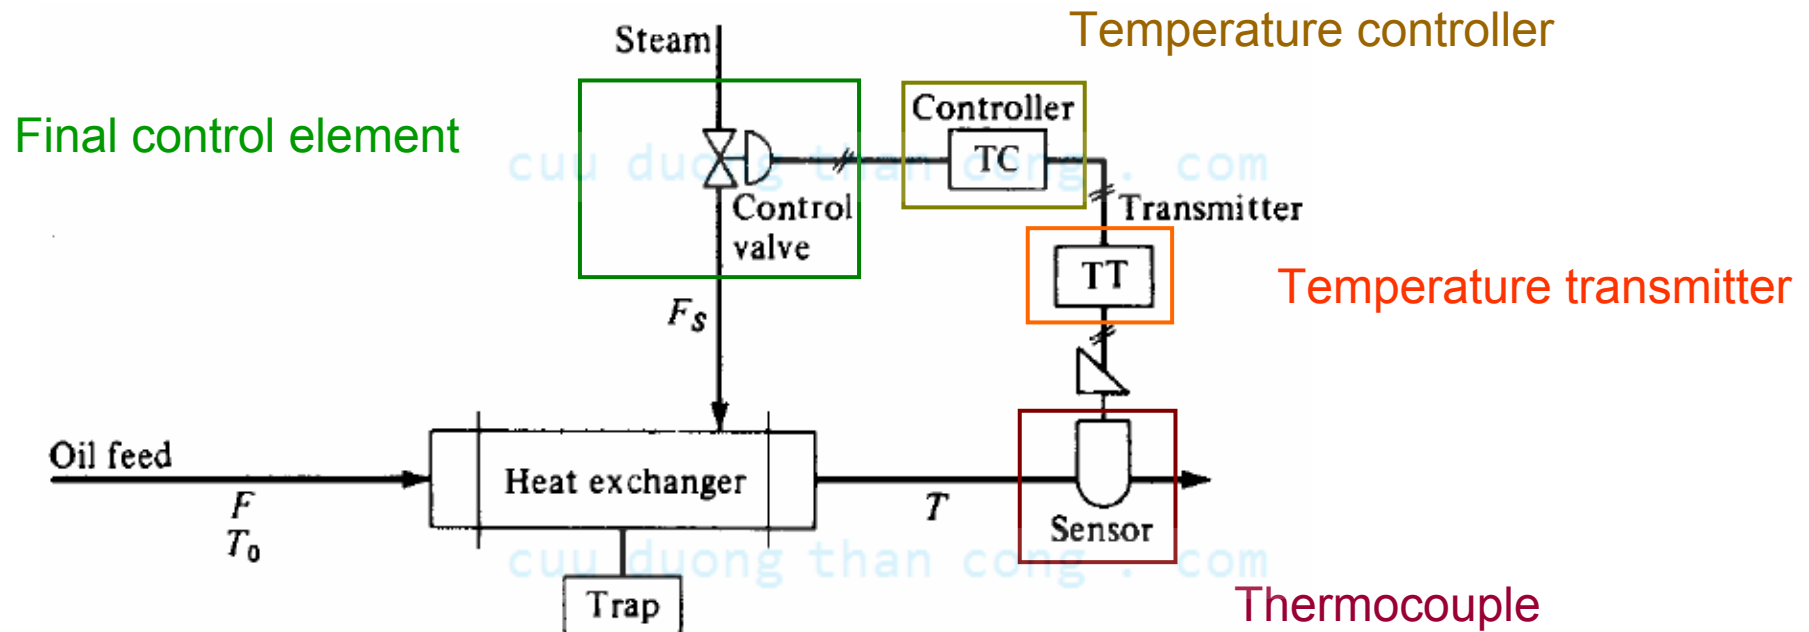 Temperature controller
Steam
Final control element
Controller
TC
cuu duong than cong . com
Control
valve
Transmitter
TT
Temperature transmitter
Fs
Oil feed
F
T0
Heat exchanger
T
Sensor
cuu duong than cong . com
Trap
Thermocouple